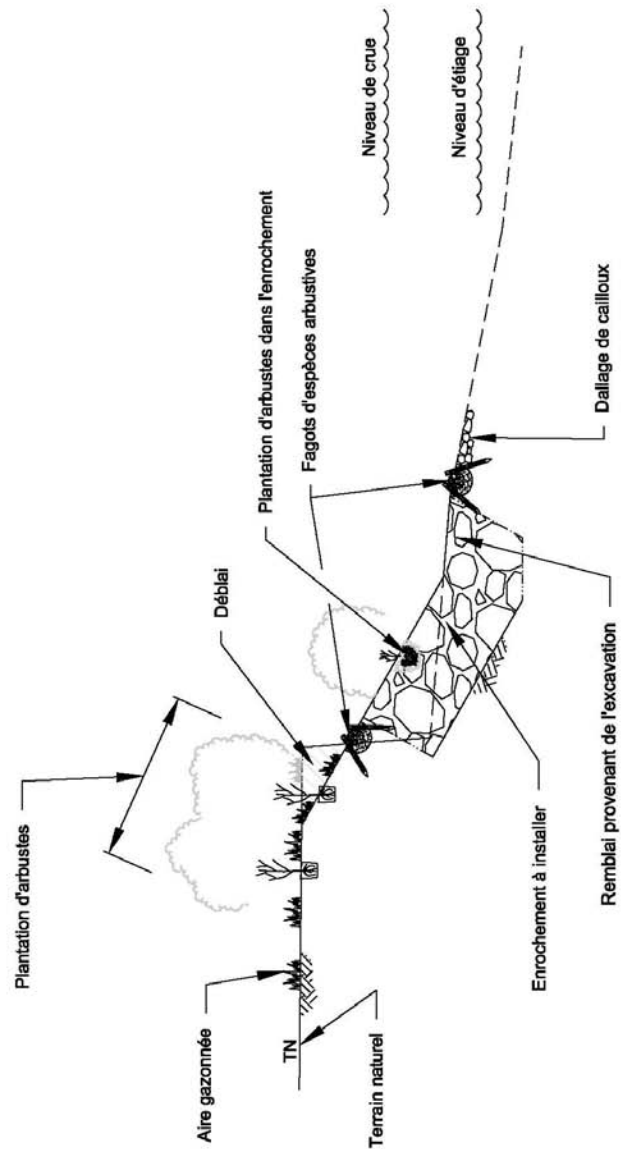 Plantation d'arbustes
Aire gazonnée
TN
Terrain naturel
Déblai
Plantation d'arbustes dans l'enrochement
Fagots d'espèces arbustives
Niveau de crue
Niveau d'étiage
Enrochement à installer
Remblai provenant de l'excavation
Dallage de cailloux